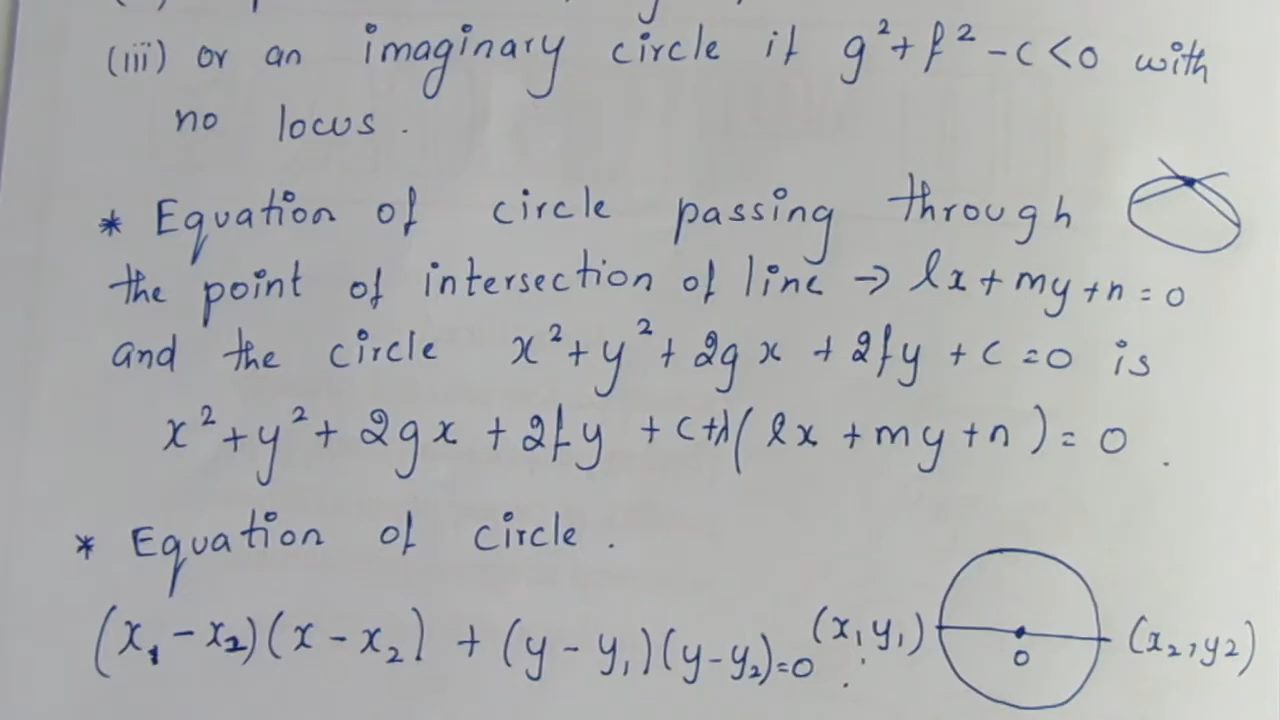 (iii) or an imaginary circle if g²+f²-c<0 with
no locus.
* Equation of circle passing through
the point of intersection of line → lx+my+n=0
and the circle x²+y²+2gx+2fy+c=0 is
x²+y²+2gx+2fy+c+λ(lx+my+n)=0.
* Equation of circle.
(x₁-x₂)(x-x₂)+(y-y₁)(y-y₂)=0. (x₁y₁) (x₂,y2)
O